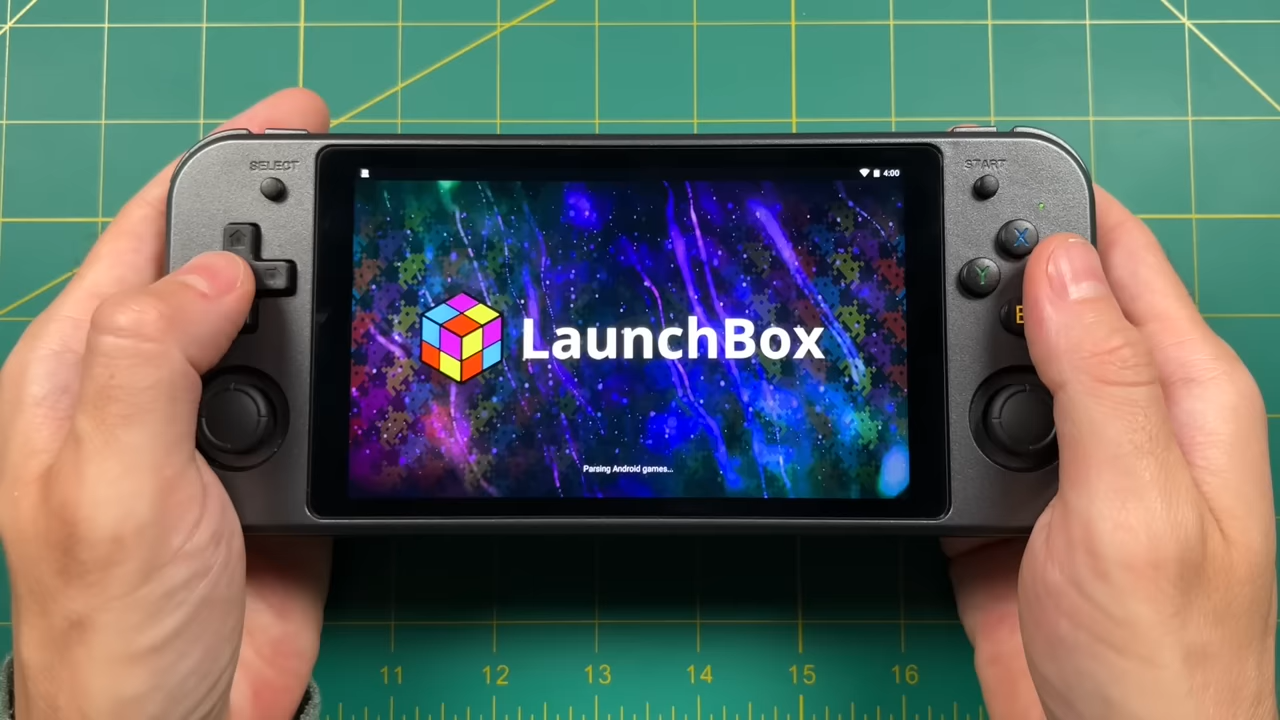 SELECT
START
4:00
X
Y
B
LaunchBox
Parsing Android games...
11 12 13 14 15 16